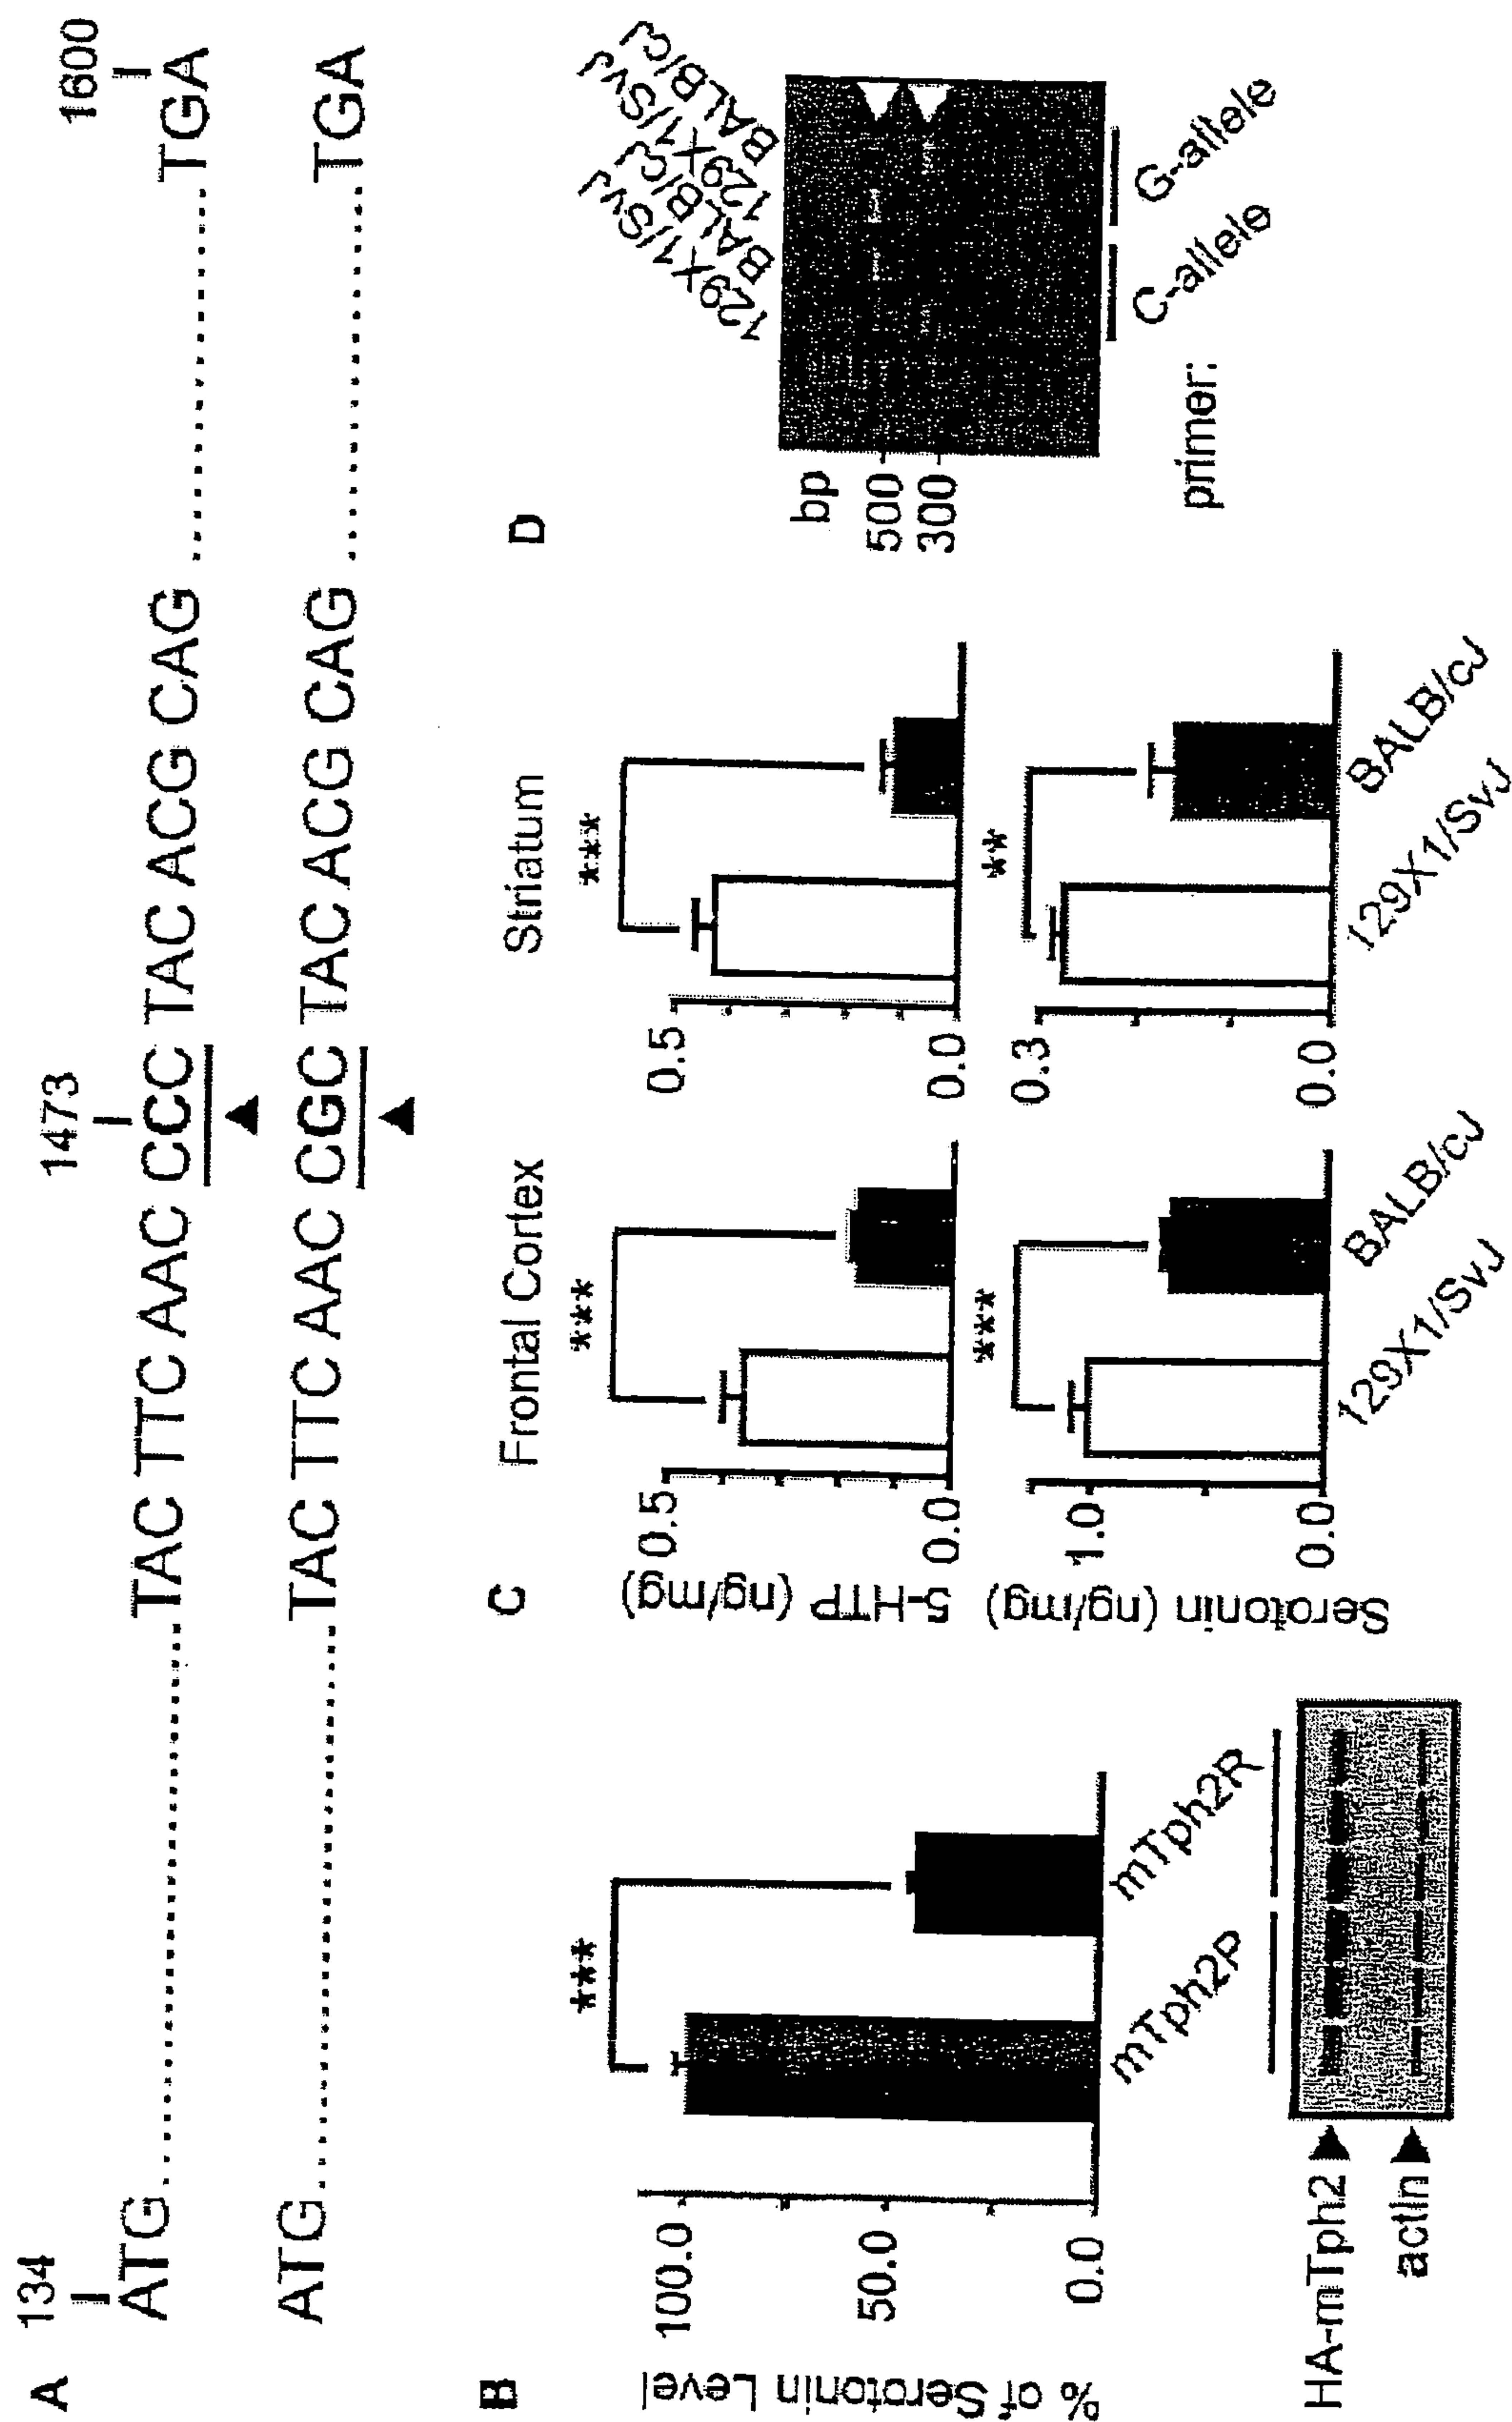 A
134
1473
1600
ATG TAC TTC AAC CCC TAC ACG CAG TGA
ATG TAC TTC AAC CGC TAC ACG CAG TGA
B
% of Serotonin Level
100.0
50.0
0.0
***
mTph2P
mTph2R
HA-mTph2
actin
C
Frontal Cortex
Striatum
5-HTP (ng/mg)
0.5
0.0
***
0.5
0.0
***
Serotonin (ng/mg)
1.0
0.0
***
0.3
0.0
**
129X1/SvJ
BALB/cJ
129X1/SvJ
BALB/cJ
D
129X1/SvJ
BALB/cJ
129X1/SvJ
BALB/cJ
bp
500
300
primer:
C-allele
G-allele